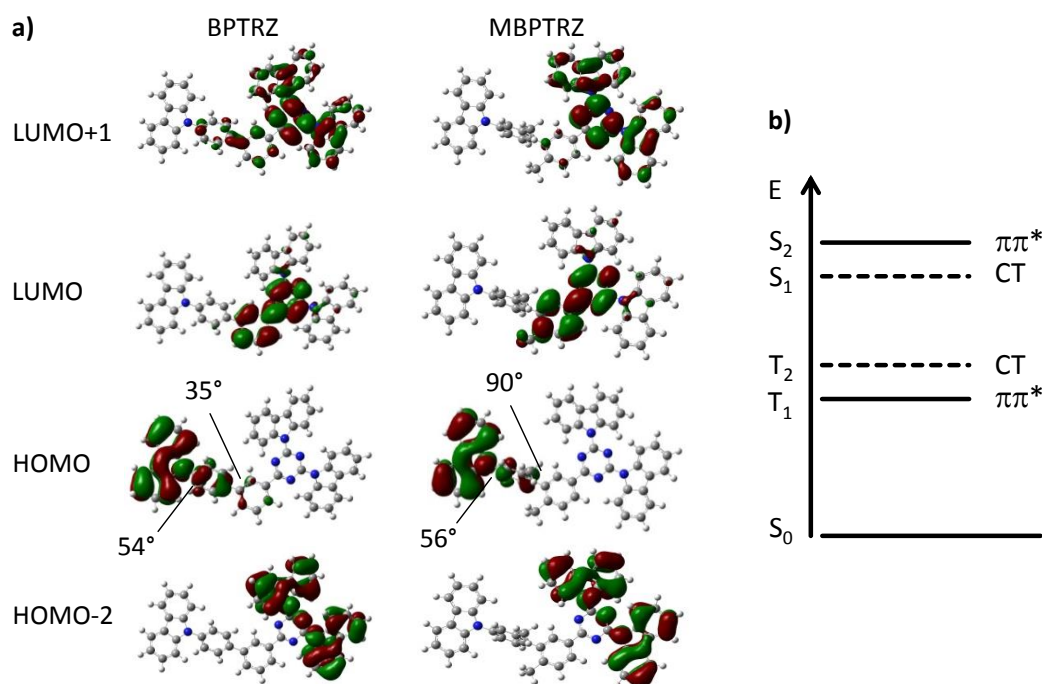 a)
BPTRZ
MBPTRZ
LUMO+1
LUMO
35°
90°
HOMO
54°
56°
HOMO-2
b)
E
S₂ ππ*
S₁ CT
T₂ CT
T₁ ππ*
S₀